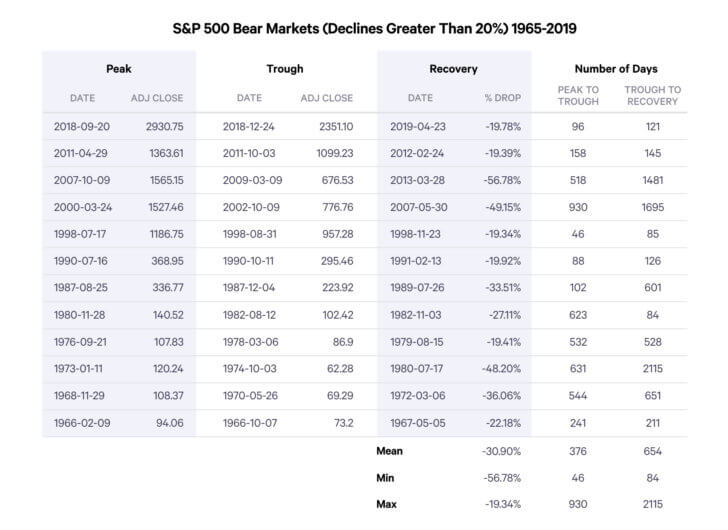 S&P 500 Bear Markets (Declines Greater Than 20%) 1965-2019
Peak Trough Recovery Number of Days
DATE ADJ CLOSE DATE ADJ CLOSE DATE % DROP PEAK TO TROUGH TROUGH TO RECOVERY
2018-09-20 2930.75 2018-12-24 2351.10 2019-04-23 -19.78% 96 121
2011-04-29 1363.61 2011-10-03 1099.23 2012-02-24 -19.39% 158 145
2007-10-09 1565.15 2009-03-09 676.53 2013-03-28 -56.78% 518 1481
2000-03-24 1527.46 2002-10-09 776.76 2007-05-30 -49.15% 930 1695
1998-07-17 1186.75 1998-08-31 957.28 1998-11-23 -19.34% 46 85
1990-07-16 368.95 1990-10-11 295.46 1991-02-13 -19.92% 88 126
1987-08-25 336.77 1987-12-04 223.92 1989-07-26 -33.51% 102 601
1980-11-28 140.52 1982-08-12 102.42 1982-11-03 -27.11% 623 84
1976-09-21 107.83 1978-03-06 86.9 1979-08-15 -19.41% 532 528
1973-01-11 120.24 1974-10-03 62.28 1980-07-17 -48.20% 631 2115
1968-11-29 108.37 1970-05-26 69.29 1972-03-06 -36.06% 544 651
1966-02-09 94.06 1966-10-07 73.2 1967-05-05 -22.18% 241 211
Mean -30.90% 376 654
Min -56.78% 46 84
Max -19.34% 930 2115